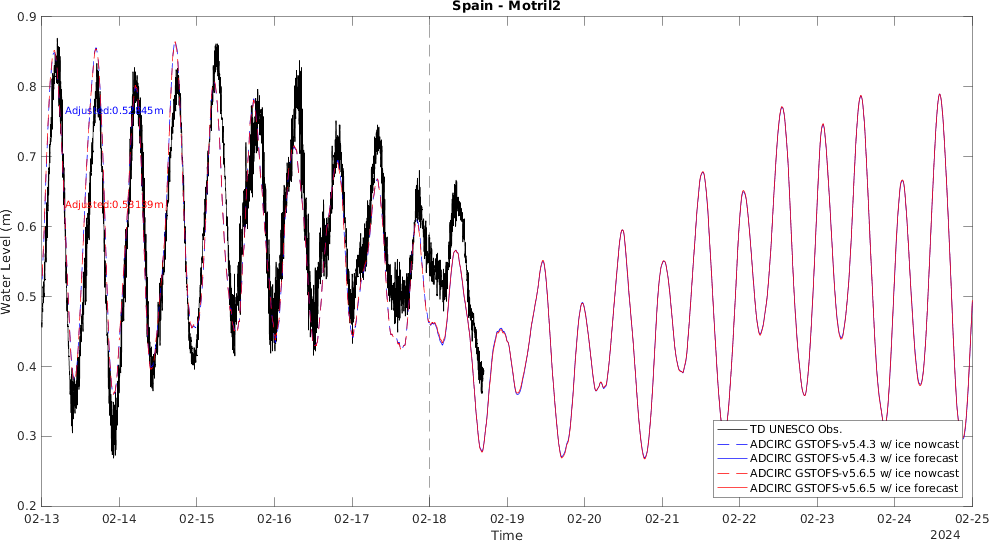 Spain - Motril2
0.9
0.8
0.7
0.6
0.5
0.4
0.3
0.2
Water Level (m)
02-13
02-14
02-15
02-16
02-17
02-18
02-19
02-20
02-21
02-22
02-23
02-24
02-25
Time
2024
TD UNESCO Obs.
ADCIRC GSTOFS-v5.4.3 w/ ice nowcast
ADCIRC GSTOFS-v5.4.3 w/ ice forecast
ADCIRC GSTOFS-v5.6.5 w/ ice nowcast
ADCIRC GSTOFS-v5.6.5 w/ ice forecast